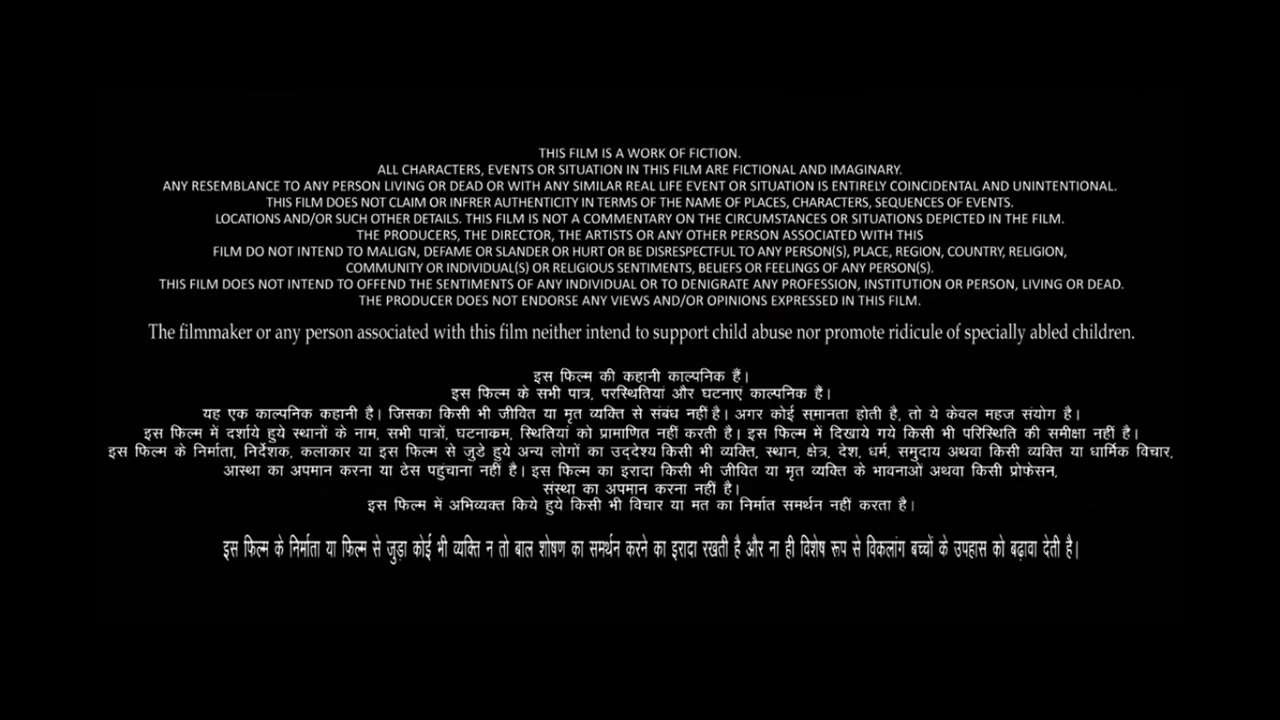 THIS FILM IS A WORK OF FICTION.
ALL CHARACTERS, EVENTS OR SITUATION IN THIS FILM ARE FICTIONAL AND IMAGINARY.
ANY RESEMBLANCE TO ANY PERSON LIVING OR DEAD OR WITH ANY SIMILAR REAL LIFE EVENT OR SITUATION IS ENTIRELY COINCIDENTAL AND UNINTENTIONAL.
THIS FILM DOES NOT CLAIM OR INFRER AUTHENTICITY IN TERMS OF THE NAME OF PLACES, CHARACTERS, SEQUENCES OF EVENTS.
LOCATIONS AND/OR SUCH OTHER DETAILS. THIS FILM IS NOT A COMMENTARY ON THE CIRCUMSTANCES OR SITUATIONS DEPICTED IN THE FILM.
THE PRODUCERS, THE DIRECTOR, THE ARTISTS OR ANY OTHER PERSON ASSOCIATED WITH THIS
FILM DO NOT INTEND TO MALIGN, DEFAME OR SLANDER OR HURT OR BE DISRESPECTFUL TO ANY PERSON(S), PLACE, REGION, COUNTRY, RELIGION,
COMMUNITY OR INDIVIDUAL(S) OR RELIGIOUS SENTIMENTS, BELIEFS OR FEELINGS OF ANY PERSON(S).
THIS FILM DOES NOT INTEND TO OFFEND THE SENTIMENTS OF ANY INDIVIDUAL OR TO DENIGRATE ANY PROFESSION, INSTITUTION OR PERSON, LIVING OR DEAD.
THE PRODUCER DOES NOT ENDORSE ANY VIEWS AND/OR OPINIONS EXPRESSED IN THIS FILM.
The filmmaker or any person associated with this film neither intend to support child abuse nor promote ridicule of specially abled children.
इस फिल्म की कहानी काल्पनिक हैं।
इस फिल्म के सभी पात्र, परस्थितियां और घटनाएं काल्पनिक हैं।
यह एक काल्पनिक कहानी है। जिसका किसी भी जीवित या मृत व्यक्ति से संबंध नहीं है। अगर कोई समानता होती है, तो ये केवल महज संयोग है।
इस फिल्म में दर्शाये हुये स्थानों के नाम, सभी पात्रों, घटनाक्रम, स्थितियां को प्रामाणित नहीं करती है। इस फिल्म में दिखाये गये किसी भी परिस्थिति की समीक्षा नहीं है।
इस फिल्म के निर्माता, निर्देशक, कलाकार या इस फिल्म से जुडे हुये अन्य लोगों का उद्देश्य किसी भी व्यक्ति, स्थान, क्षेत्र, देश, धर्म, समुदाय अथवा किसी व्यक्ति या धार्मिक विचार,
आस्था का अपमान करना या ठेस पहुंचाना नहीं है। इस फिल्म का इरादा किसी भी जीवित या मृत व्यक्ति के भावनाओं अथवा किसी प्रोफेसन,
संस्था का अपमान करना नहीं है।
इस फिल्म में अभिव्यक्त किये हुये किसी भी विचार या मत का निर्मात समर्थन नहीं करता है।
इस फिल्म के निर्माता या फिल्म से जुड़ा कोई भी व्यक्ति न तो बाल शोषण का समर्थन करने का इरादा रखती है और ना ही विशेष रूप से विकलांग बच्चों के उपहास को बढ़ावा देती है।